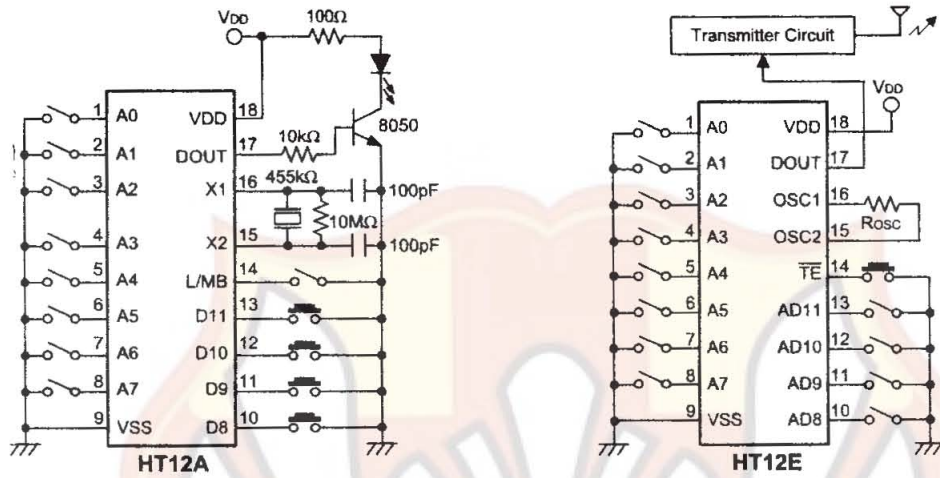 VDD
100Ω
8050
10kΩ
455kΩ
10MΩ
100pF
100pF
1 A0
2 A1
3 A2
4 A3
5 A4
6 A5
7 A6
8 A7
9 VSS
VDD 18
DOUT 17
X1 16
X2 15
L/MB 14
D11 13
D10 12
D9 11
D8 10
HT12A
Transmitter Circuit
VDD
1 A0
2 A1
3 A2
4 A3
5 A4
6 A5
7 A6
8 A7
9 VSS
VDD 18
DOUT 17
OSC1 16
ROSC
OSC2 15
TE 14
AD11 13
AD10 12
AD9 11
AD8 10
HT12E